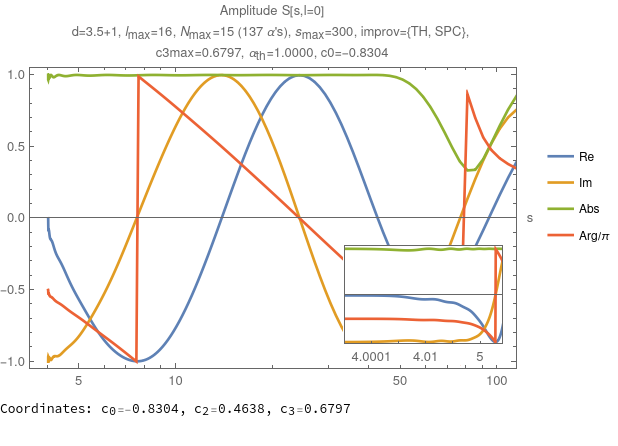 Amplitude S[s,l=0]
d=3.5+1, lmax=16, Nmax=15 (137 α's), smax=300, improv={TH, SPC},
c3max=0.6797, αth=1.0000, c0=-0.8304
1.0
0.5
0.0
-0.5
-1.0
5
10
50
100
s
Re
Im
Abs
Arg/π
4.0001
4.01
5
Coordinates: c0=-0.8304, c2=0.4638, c3=0.6797